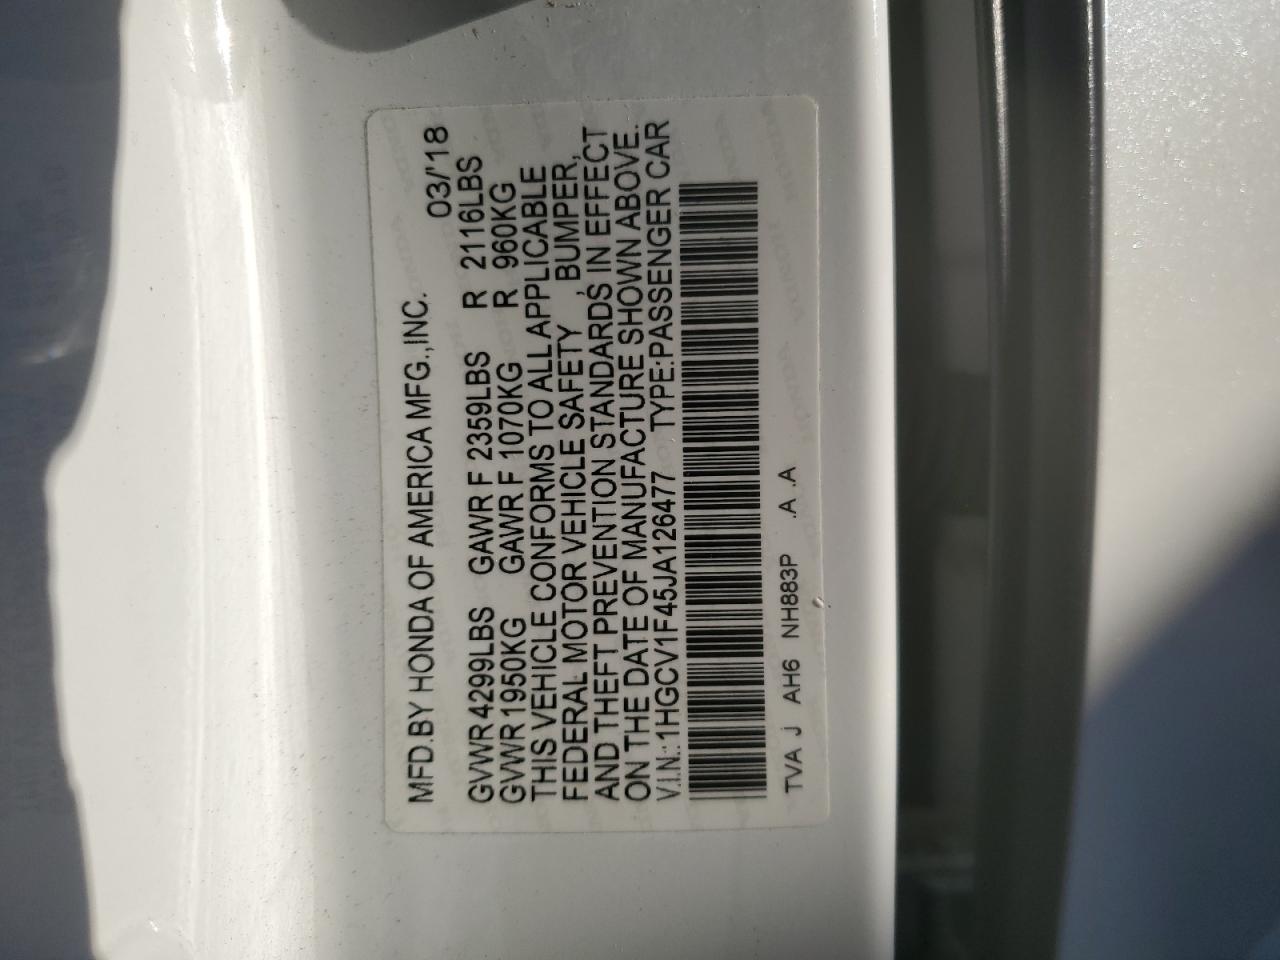 MFD.BY HONDA OF AMERICA MFG.,INC. 03/'18
GVWR 4299LBS GAWR F 2359LBS R 2116LBS
GVWR 1950KG GAWR F 1070KG R 960KG
THIS VEHICLE CONFORMS TO ALL APPLICABLE
FEDERAL MOTOR VEHICLE SAFETY , BUMPER,
AND THEFT PREVENTION STANDARDS IN EFFECT
ON THE DATE OF MANUFACTURE SHOWN ABOVE.
V.I.N.:1HGCV1F45JA126477 TYPE:PASSENGER CAR
TVA J AH6 NH883P .A .A